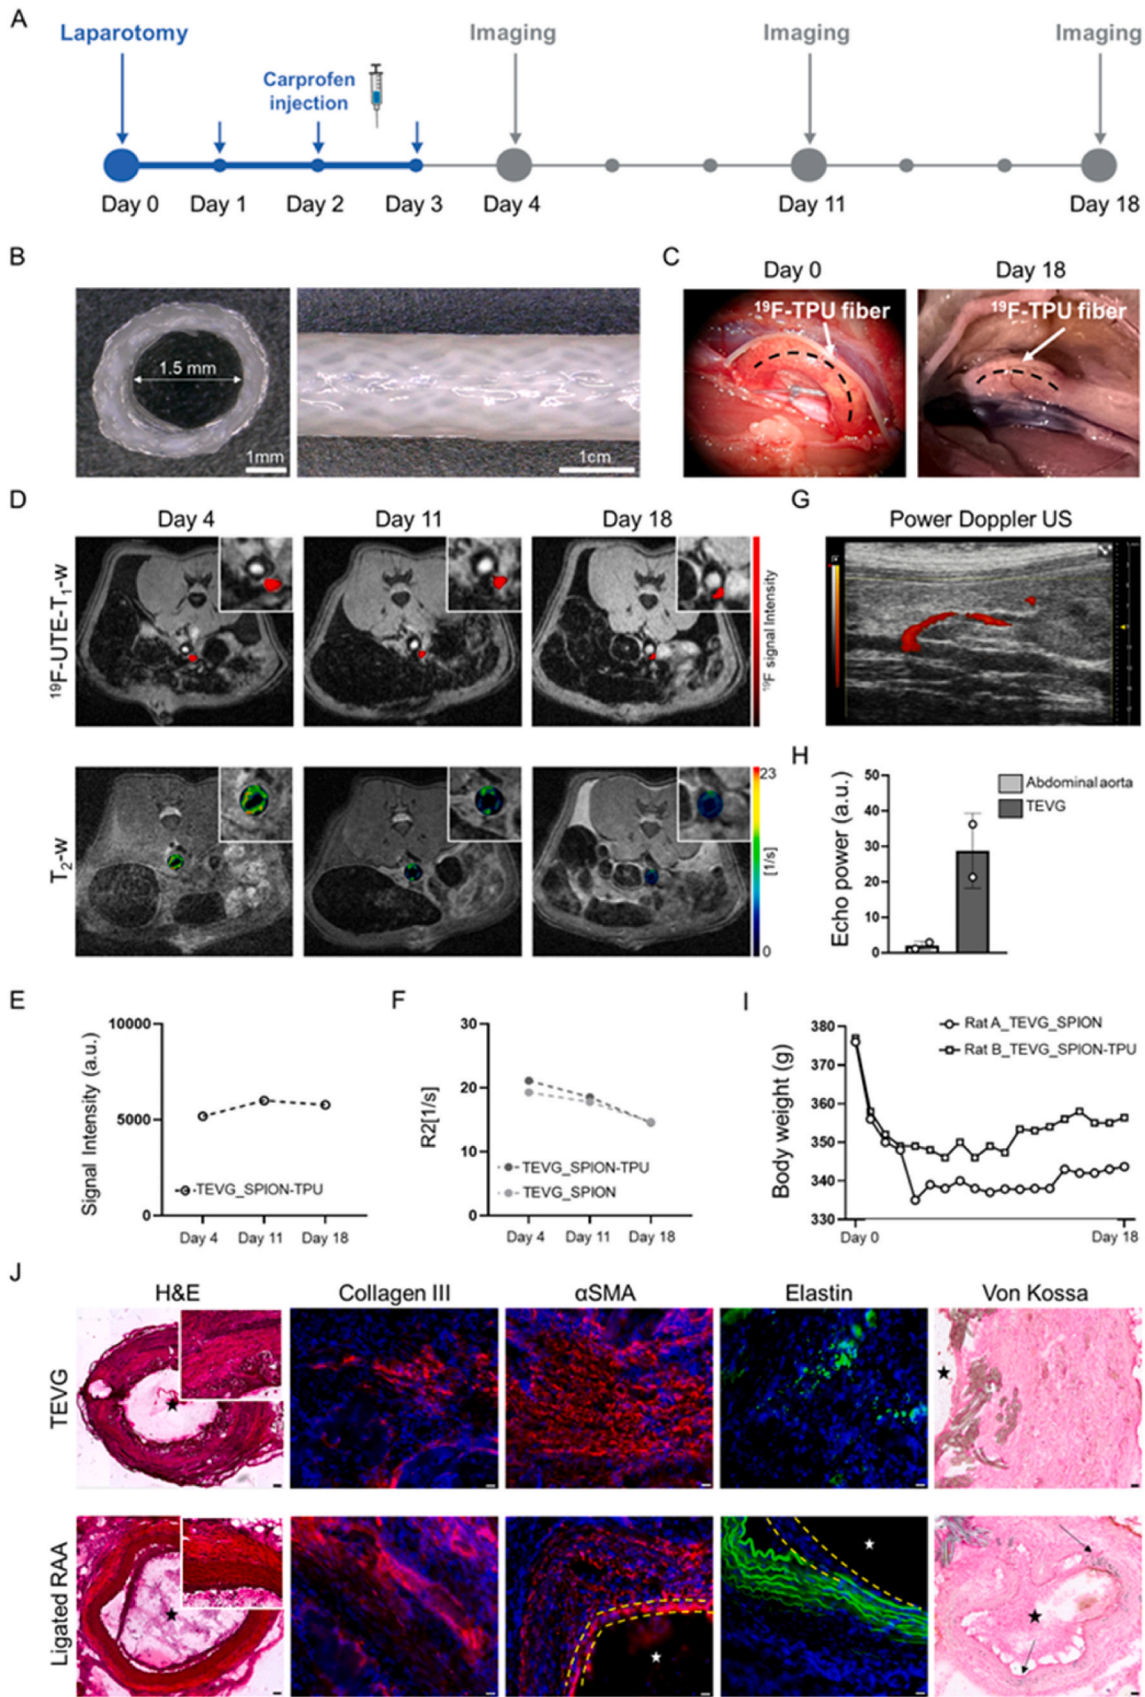 A
Laparotomy
Imaging
Imaging
Imaging
Carprofen
injection
Day 0
Day 1
Day 2
Day 3
Day 4
Day 11
Day 18
B
1.5 mm
1mm
1cm
C
Day 0
Day 18
¹⁹F-TPU fiber
¹⁹F-TPU fiber
D
Day 4
Day 11
Day 18
¹⁹F-UTE-T₁-w
¹⁹F signal Intensity
T₂-w
23
[1/s]
0
G
Power Doppler US
H
Echo power (a.u.)
50
40
30
20
10
0
Abdominal aorta
TEVG
E
Signal Intensity (a.u.)
10000
5000
0
TEVG_SPION-TPU
Day 4
Day 11
Day 18
F
R2[1/s]
30
20
10
0
TEVG_SPION-TPU
TEVG_SPION
Day 4
Day 11
Day 18
I
Body weight (g)
380
370
360
350
340
330
Rat A_TEVG_SPION
Rat B_TEVG_SPION-TPU
Day 0
Day 18
J
H&E
Collagen III
αSMA
Elastin
Von Kossa
TEVG
Ligated RAA